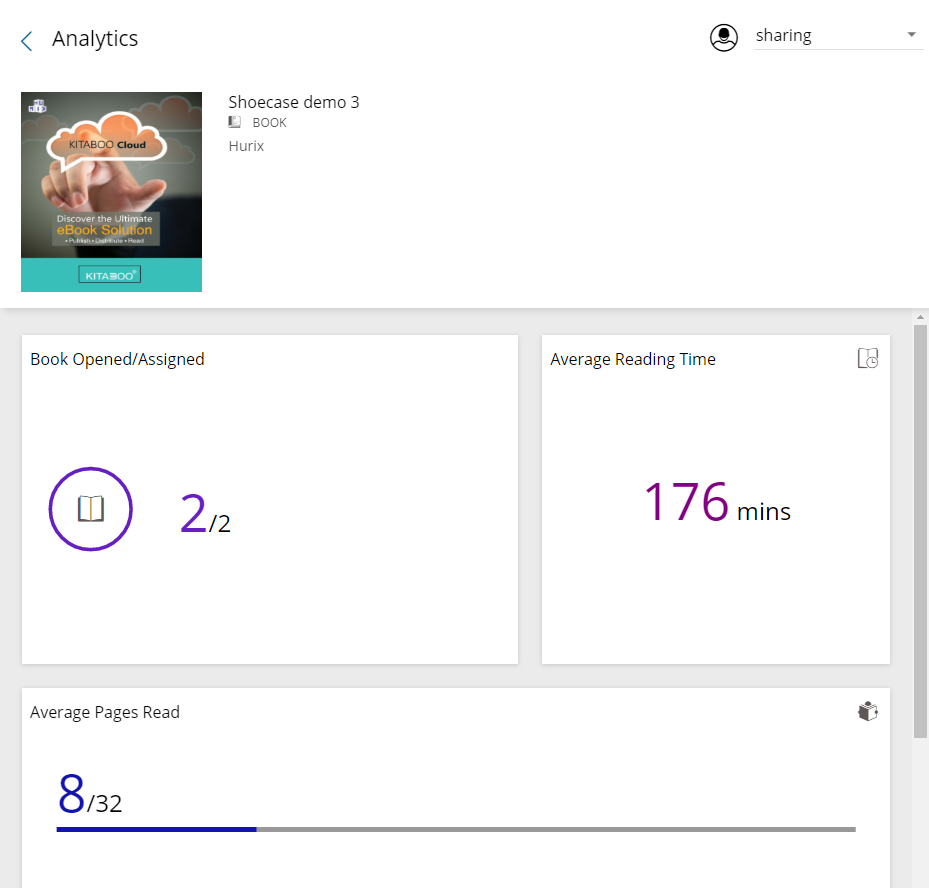 Analytics
sharing
KITABOO Cloud
Discover the Ultimate
eBook Solution
• Publish • Distribute • Read
KITABOO®
Shoecase demo 3
BOOK
Hurix
Book Opened/Assigned
2/2
Average Reading Time
176 mins
Average Pages Read
8/32